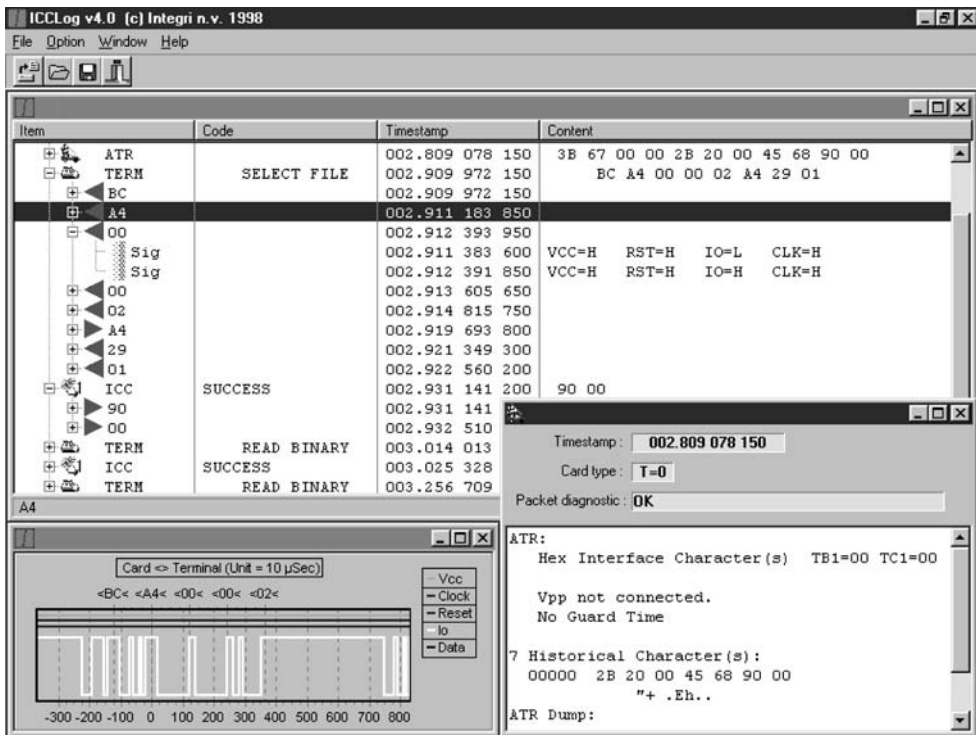 ICCLog v4.0 (c) Integri n.v. 1998
File Option Window Help
Item Code Timestamp Content
ATR 002.809 078 150 3B 67 00 00 2B 20 00 45 68 90 00
TERM SELECT FILE 002.909 972 150 BC A4 00 00 02 A4 29 01
BC 002.909 972 150
A4 002.911 183 850
00 002.912 393 950
Sig 002.911 383 600 VCC=H RST=H IO=L CLK=H
Sig 002.912 391 850 VCC=H RST=H IO=H CLK=H
00 002.913 605 650
02 002.914 815 750
A4 002.919 693 800
29 002.921 349 300
01 002.922 560 200
ICC SUCCESS 002.931 141 200 90 00
90 002.931 141
00 002.932 510
TERM READ BINARY 003.014 013
ICC SUCCESS 003.025 328
TERM READ BINARY 003.256 709
A4
Timestamp : 002.809 078 150
Card type : T=0
Packet diagnostic : OK
ATR:
Hex Interface Character(s) TB1=00 TC1=00
Vpp not connected.
No Guard Time
7 Historical Character(s):
00000 2B 20 00 45 68 90 00
"+ .Eh..
ATR Dump:
Card <> Terminal (Unit = 10 µSec)
<BC< <A4< <00< <00< <02<
Vcc
Clock
Reset
Io
Data
-300 -200 -100 0 100 200 300 400 500 600 700 800